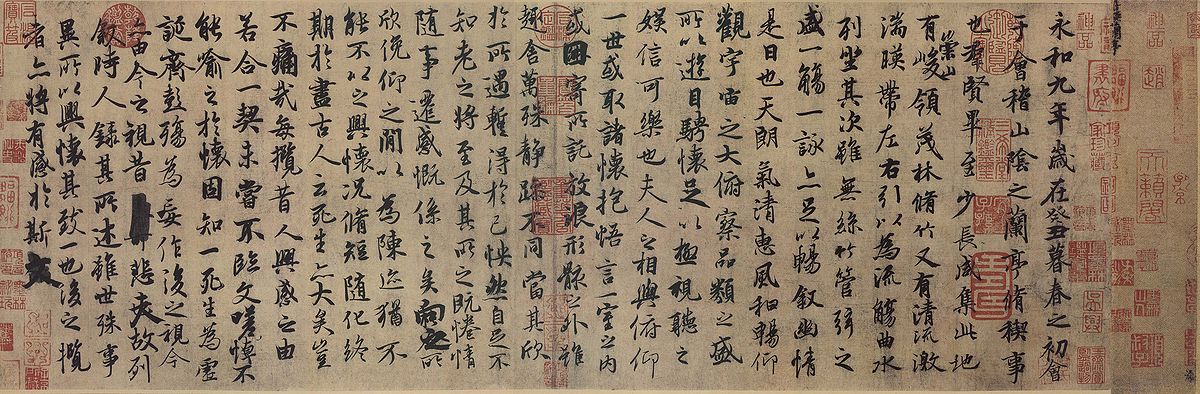 永和九年歲在癸丑暮春之初會
于會稽山陰之蘭亭脩稧事
也羣賢畢至少長咸集此地
有崇山峻領茂林脩竹又有清流激
湍暎帶左右引以為流觴曲水
列坐其次雖無絲竹管弦之
盛一觴一詠亦足以暢敘幽情
是日也天朗氣清惠風和暢仰
觀宇宙之大俯察品類之盛
所以遊目騁懷足以極視聽之
娛信可樂也夫人之相與俯仰
一世或取諸懷抱悟言一室之內
或因寄所託放浪形骸之外雖
趣舍萬殊靜躁不同當其欣
於所遇蹔得於己怏然自足不
知老之將至及其所之既惓情
隨事遷感慨係之矣向之所
欣俛仰之閒以為陳迹猶不
能不以之興懷況脩短隨化終
期於盡古人云死生亦大矣豈
不痛哉每攬昔人興感之由
若合一契未嘗不臨文嗟悼不
能喻之於懷固知一死生為虛
誕齊彭殤為妄作後之視今
亦由今之視昔悲夫故列
敘時人錄其所述雖世殊事
異所以興懷其致一也後之攬
者亦將有感於斯文